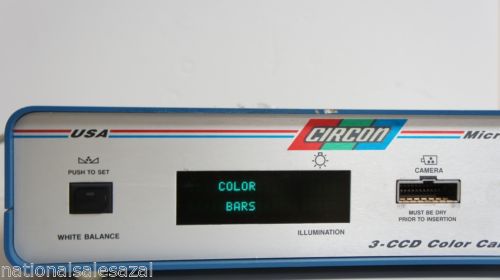 USA
CIRCON
Micr
PUSH TO SET
WHITE BALANCE
COLOR
BARS
ILLUMINATION
CAMERA
MUST BE DRY
PRIOR TO INSERTION
3-CCD Color Ca
nationalsalesazal
nationalsalesazal